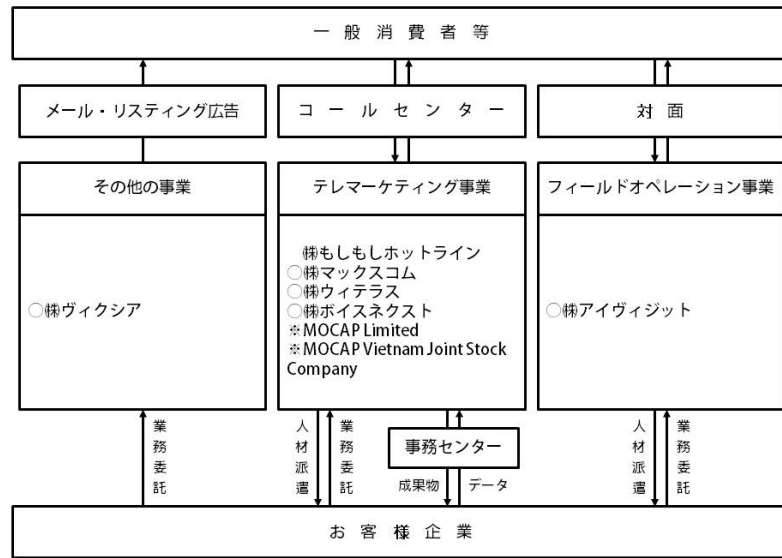 一般消費者等
メール・リスティング広告
コールセンター
対面
その他の事業
テレマーケティング事業
フィールドオペレーション事業
○㈱ヴィクシア
㈱もしもしホットライン
○㈱マックスコム
○㈱ウィテラス
○㈱ボイスネクスト
※MOCAP Limited
※MOCAP Vietnam Joint Stock
Company
○㈱アイヴィジット
業務委託
人材派遣
業務委託
事務センター
成果物
データ
人材派遣
業務委託
お客様企業